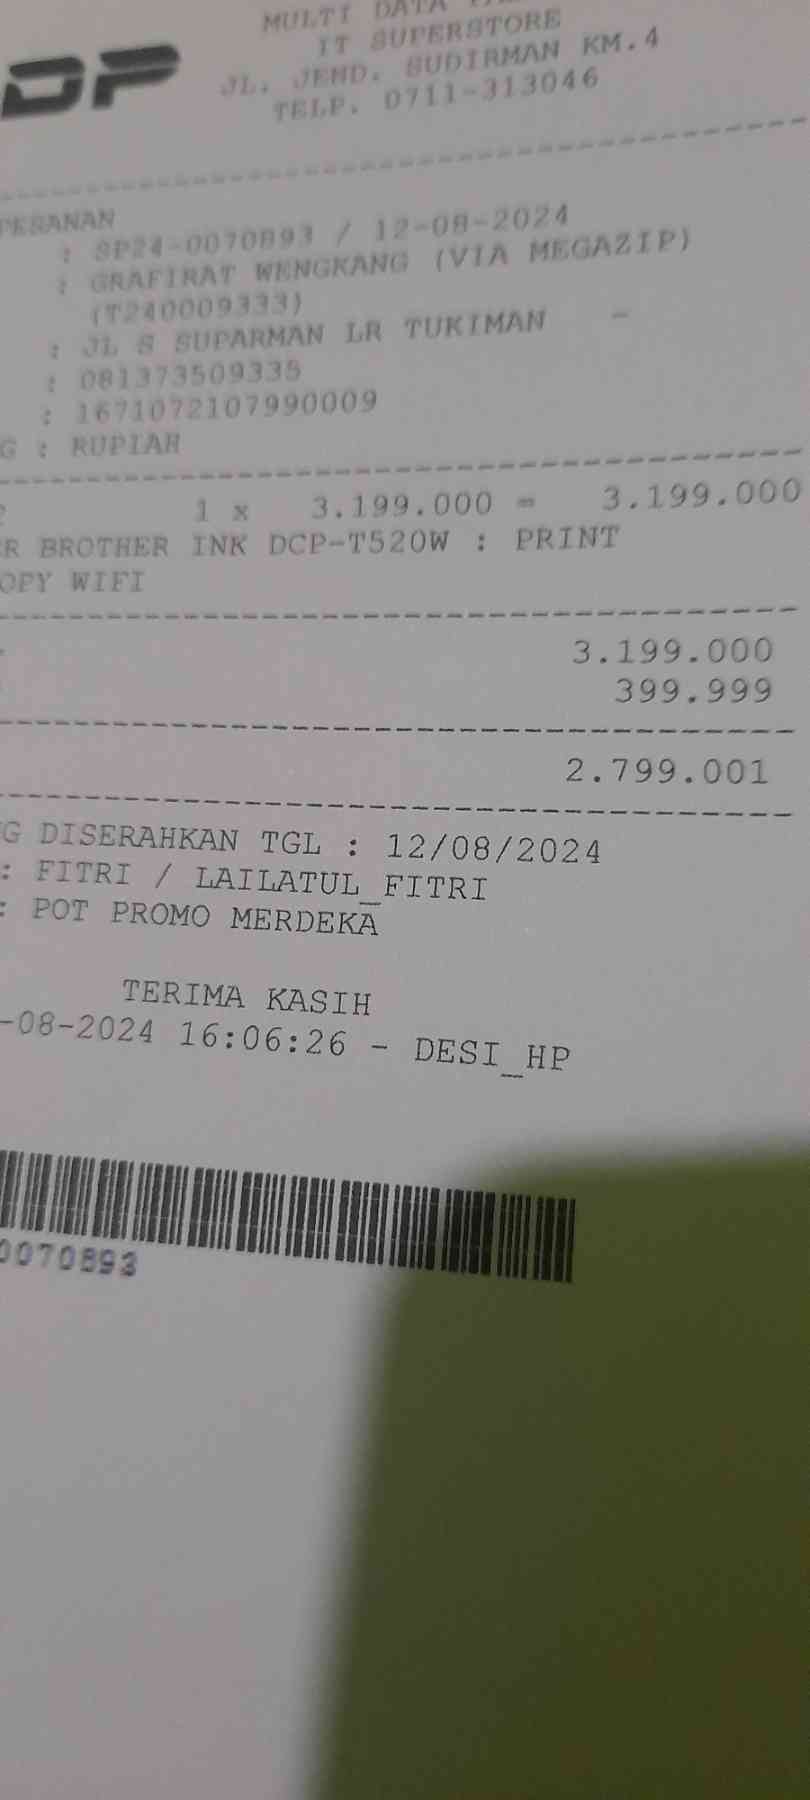 DP
MULTI DATA
IT SUPERSTORE
JL. JEND. SUDIRMAN KM.4
TELP. 0711-313046
PESANAN
: SP24-0070893 / 12-08-2024
: GRAFIRAT WENGKANG (VIA MEGAZIP)
(T240009333)
: JL S SUPARMAN LR TUKIMAN -
: 081373509335
: 1671072107990009
G : RUPIAH
1 x 3.199.000 = 3.199.000
ER BROTHER INK DCP-T520W : PRINT
OPY WIFI
3.199.000
399.999
2.799.001
G DISERAHKAN TGL : 12/08/2024
: FITRI / LAILATUL_FITRI
: POT PROMO MERDEKA
TERIMA KASIH
-08-2024 16:06:26 - DESI_HP
0070893